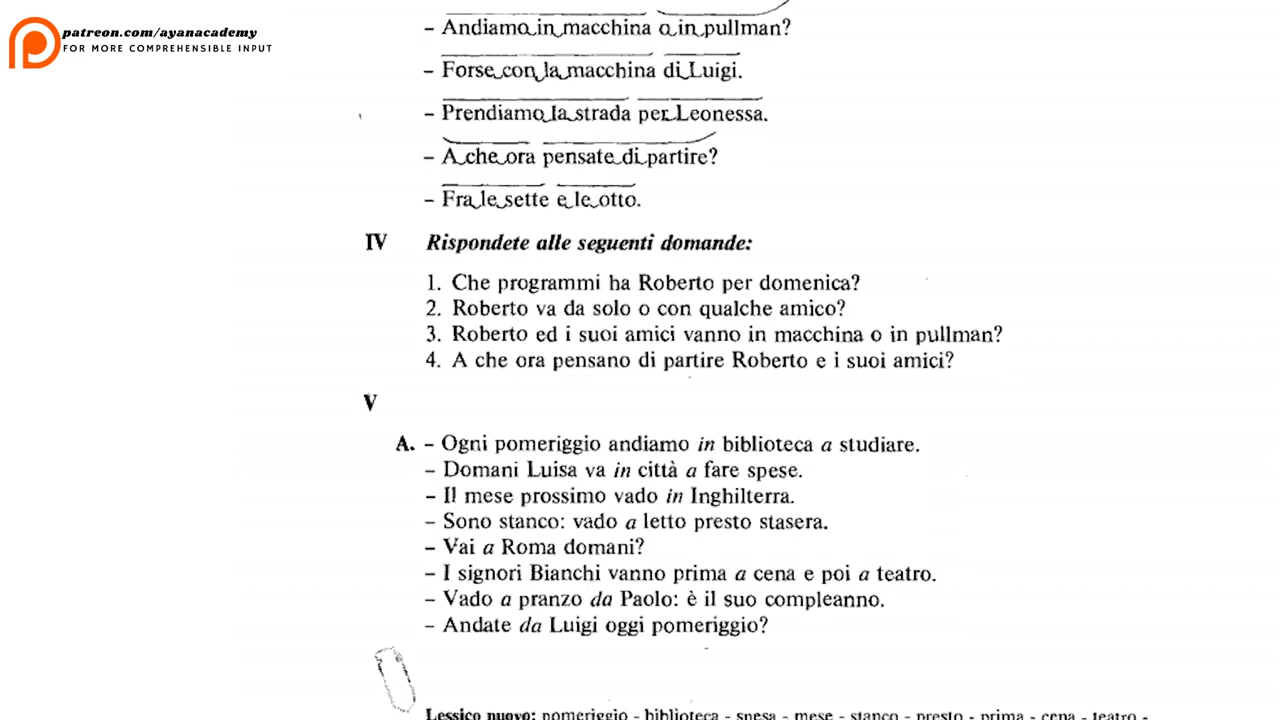 patreon.com/ayanacademy
FOR MORE COMPREHENSIBLE INPUT
– Andiamo in macchina o in pullman?
– Forse con la macchina di Luigi.
– Prendiamo la strada per Leonessa.
– A che ora pensate di partire?
– Fra le sette e le otto.
IV Rispondete alle seguenti domande:
1. Che programmi ha Roberto per domenica?
2. Roberto va da solo o con qualche amico?
3. Roberto ed i suoi amici vanno in macchina o in pullman?
4. A che ora pensano di partire Roberto e i suoi amici?
V
A. – Ogni pomeriggio andiamo in biblioteca a studiare.
– Domani Luisa va in città a fare spese.
– Il mese prossimo vado in Inghilterra.
– Sono stanco: vado a letto presto stasera.
– Vai a Roma domani?
– I signori Bianchi vanno prima a cena e poi a teatro.
– Vado a pranzo da Paolo: è il suo compleanno.
– Andate da Luigi oggi pomeriggio?
Lessico nuovo: pomeriggio - biblioteca - spesa - mese - stanco - presto - prima - cena - teatro -